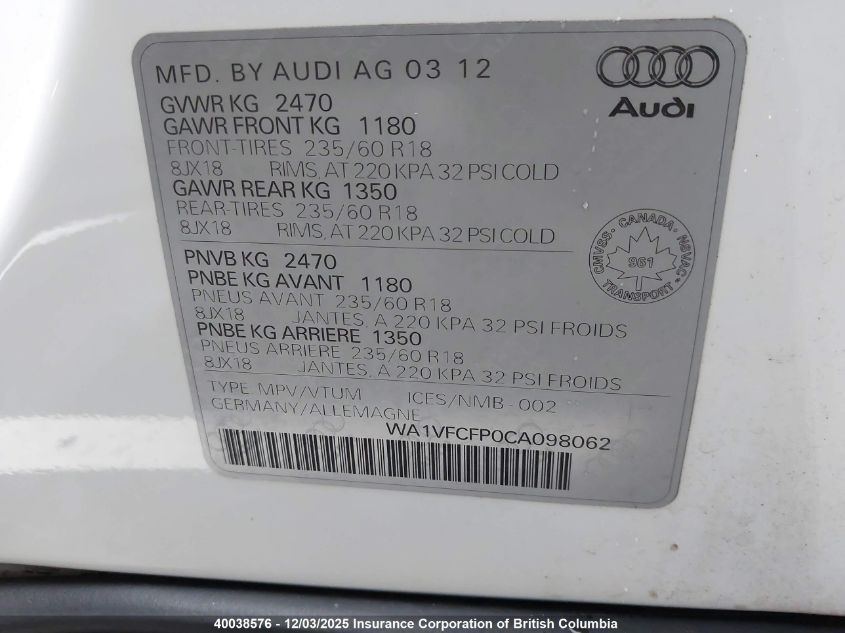 MFD. BY AUDI AG 03 12
Audi
GVWR KG 2470
GAWR FRONT KG 1180
FRONT-TIRES 235/60 R18
8JX18 RIMS, AT 220 KPA 32 PSI COLD
GAWR REAR KG 1350
REAR-TIRES 235/60 R18
8JX18 RIMS, AT 220 KPA 32 PSI COLD
CANADA
CMVSS NSVAC
961
TRANSPORT
PNVB KG 2470
PNBE KG AVANT 1180
PNEUS AVANT 235/60 R18
8JX18 JANTES, A 220 KPA 32 PSI FROIDS
PNBE KG ARRIERE 1350
PNEUS ARRIERE 235/60 R18
8JX18 JANTES, A 220 KPA 32 PSI FROIDS
TYPE MPV/VTUM ICES/NMB-002
GERMANY/ALLEMAGNE
WA1VFCFP0CA098062
40038576 - 12/03/2025 Insurance Corporation of British Columbia